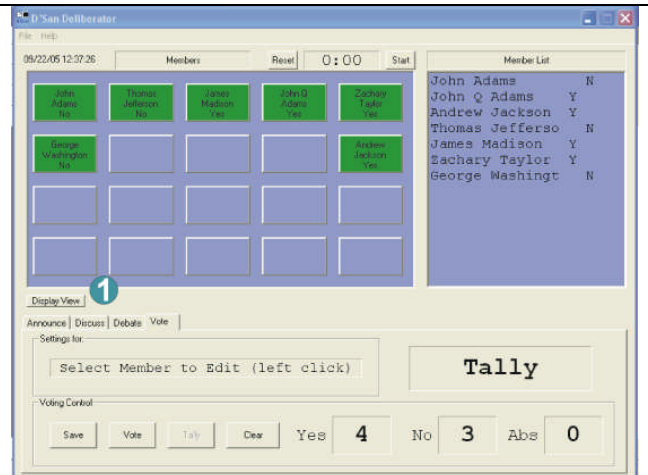 D'San Deliberator
File Help
09/22/05 12:37:26 Members Reset 0:00 Start Member List
John Adams No
Thomas Jefferson No
James Madison Yes
John Q Adams Yes
Zachary Taylor Yes
George Washington No
Andrew Jackson Yes
John Adams N
John Q Adams Y
Andrew Jackson Y
Thomas Jefferso N
James Madison Y
Zachary Taylor Y
George Washingt N
Display View 1
Announce Discuss Debate Vote
Settings for:
Select Member to Edit (left click)
Tally
Voting Control
Save Vote Tally Clear Yes 4 No 3 Abs 0